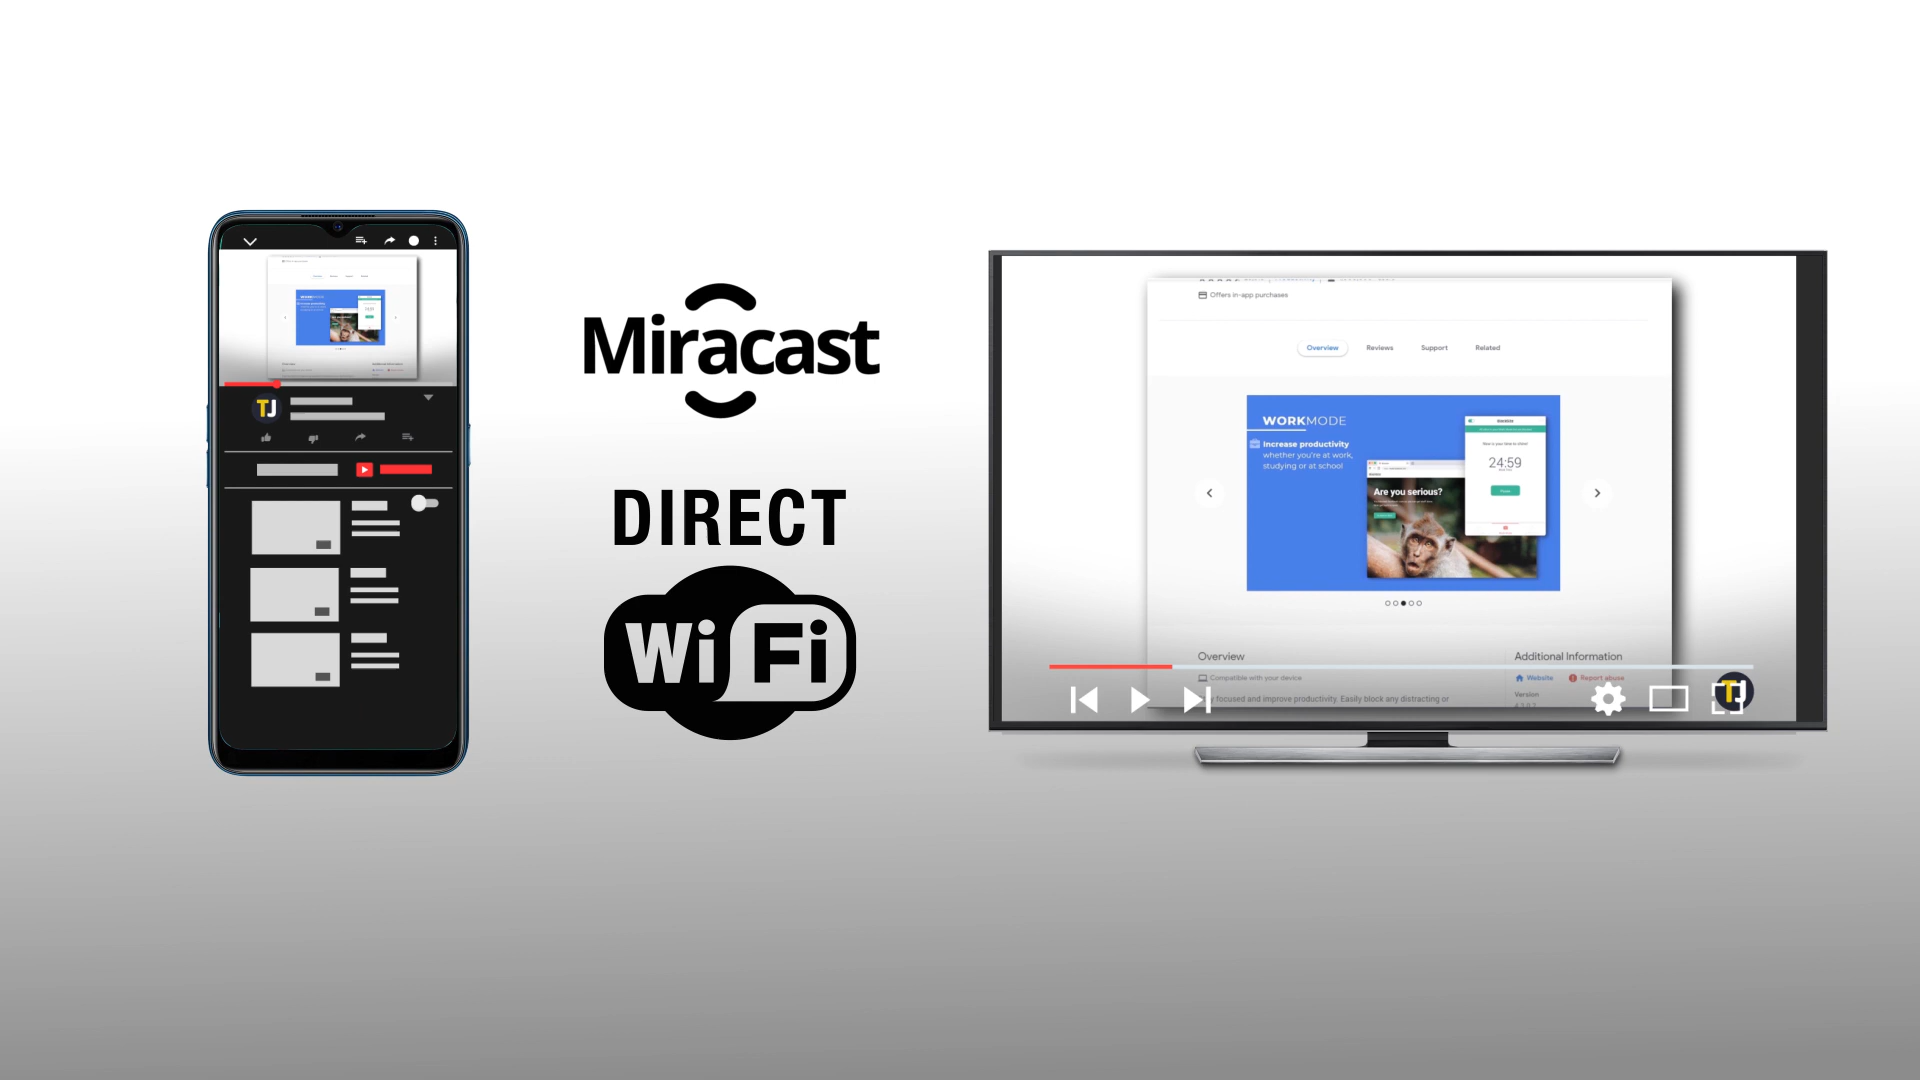 TJ
Miracast
DIRECT
Wi Fi
Offers in-app purchases
Overview Reviews Support Related
WORKMODE
Increase productivity
whether you're at work,
studying or at school
24:59
Are you serious?
Overview
Additional Information
Compatible with your device
Website
Report abuse
focused and improve productivity. Easily block any distracting or
Version
TJ